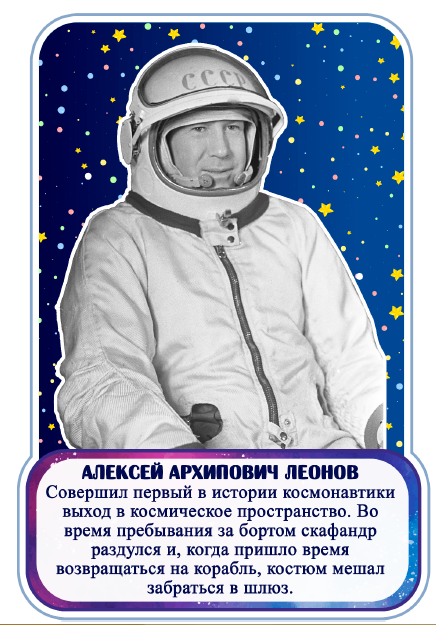 СССР
АЛЕКСЕЙ АРХИПОВИЧ ЛЕОНОВ
Совершил первый в истории космонавтики
выход в космическое пространство. Во
время пребывания за бортом скафандр
раздулся и, когда пришло время
возвращаться на корабль, костюм мешал
забраться в шлюз.